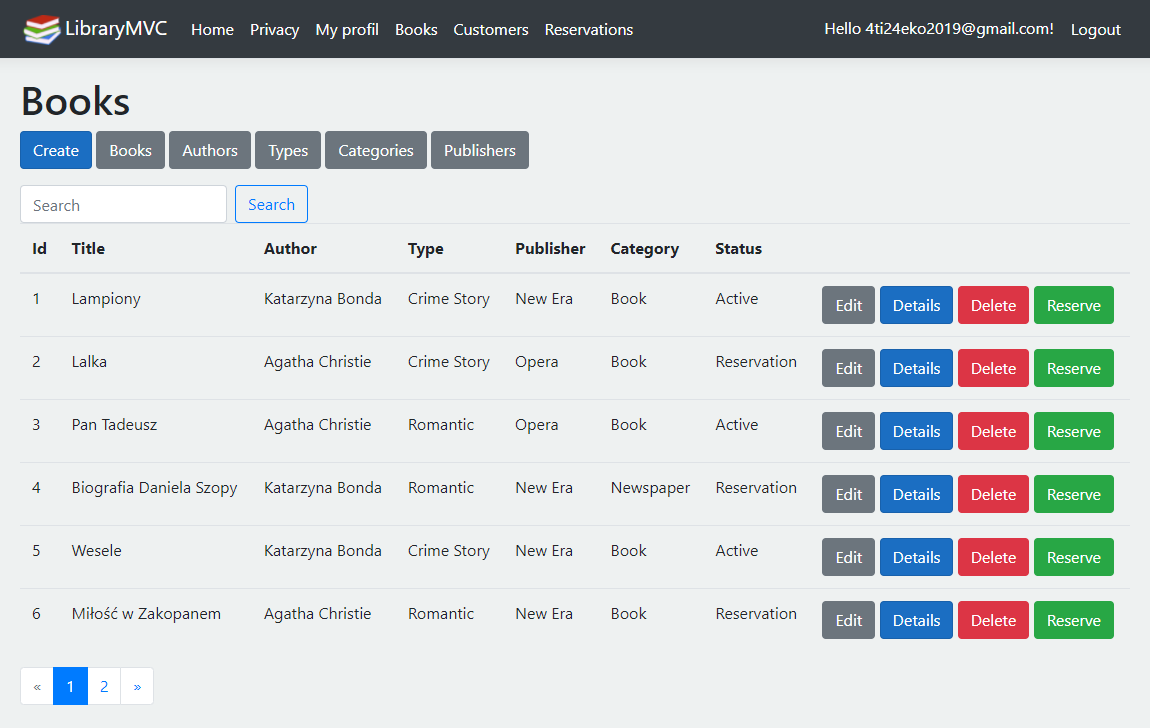 LibraryMVC Home Privacy My profil Books Customers Reservations Hello 4ti24eko2019@gmail.com! Logout
Books
Create Books Authors Types Categories Publishers
Search Search
Id Title Author Type Publisher Category Status
1 Lampiony Katarzyna Bonda Crime Story New Era Book Active Edit Details Delete Reserve
2 Lalka Agatha Christie Crime Story Opera Book Reservation Edit Details Delete Reserve
3 Pan Tadeusz Agatha Christie Romantic Opera Book Active Edit Details Delete Reserve
4 Biografia Daniela Szopy Katarzyna Bonda Romantic New Era Newspaper Reservation Edit Details Delete Reserve
5 Wesele Katarzyna Bonda Crime Story New Era Book Active Edit Details Delete Reserve
6 Miłość w Zakopanem Agatha Christie Romantic New Era Book Reservation Edit Details Delete Reserve
« 1 2 »